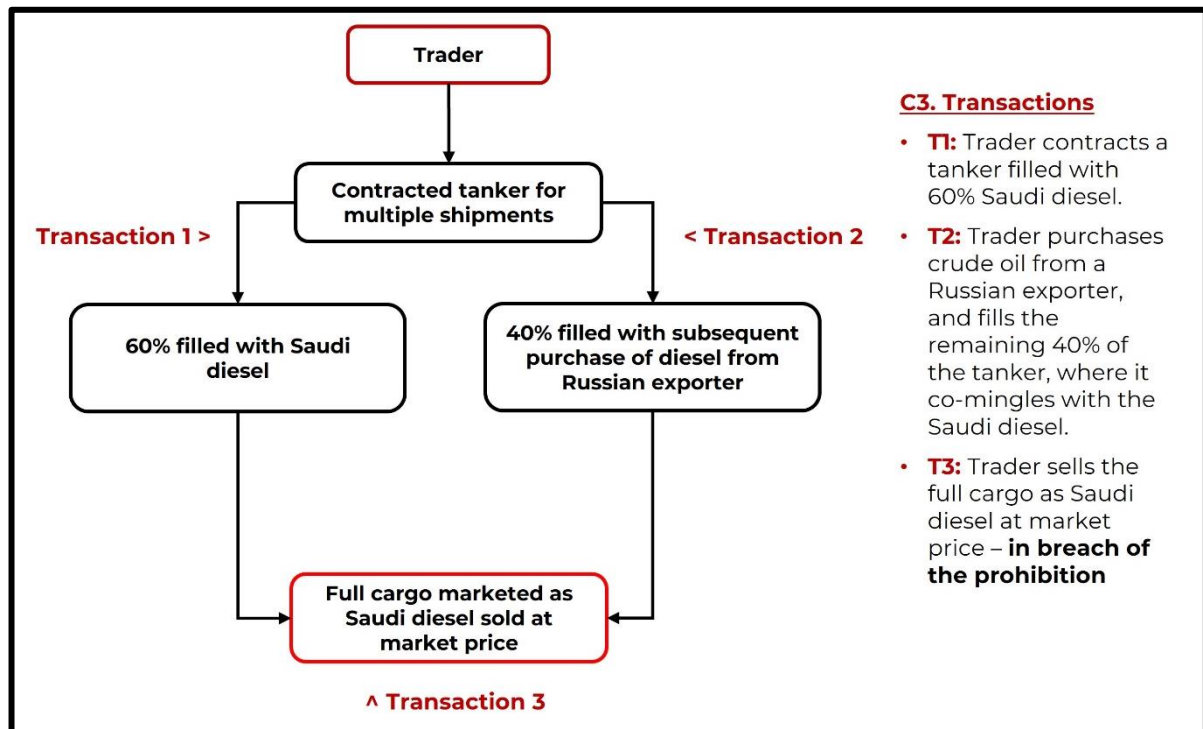 Trader
Contracted tanker for
multiple shipments
Transaction 1 >
< Transaction 2
60% filled with Saudi
diesel
40% filled with subsequent
purchase of diesel from
Russian exporter
Full cargo marketed as
Saudi diesel sold at
market price
^ Transaction 3
C3. Transactions
• T1: Trader contracts a
tanker filled with
60% Saudi diesel.
• T2: Trader purchases
crude oil from a
Russian exporter,
and fills the
remaining 40% of
the tanker, where it
co-mingles with the
Saudi diesel.
• T3: Trader sells the
full cargo as Saudi
diesel at market
price – in breach of
the prohibition